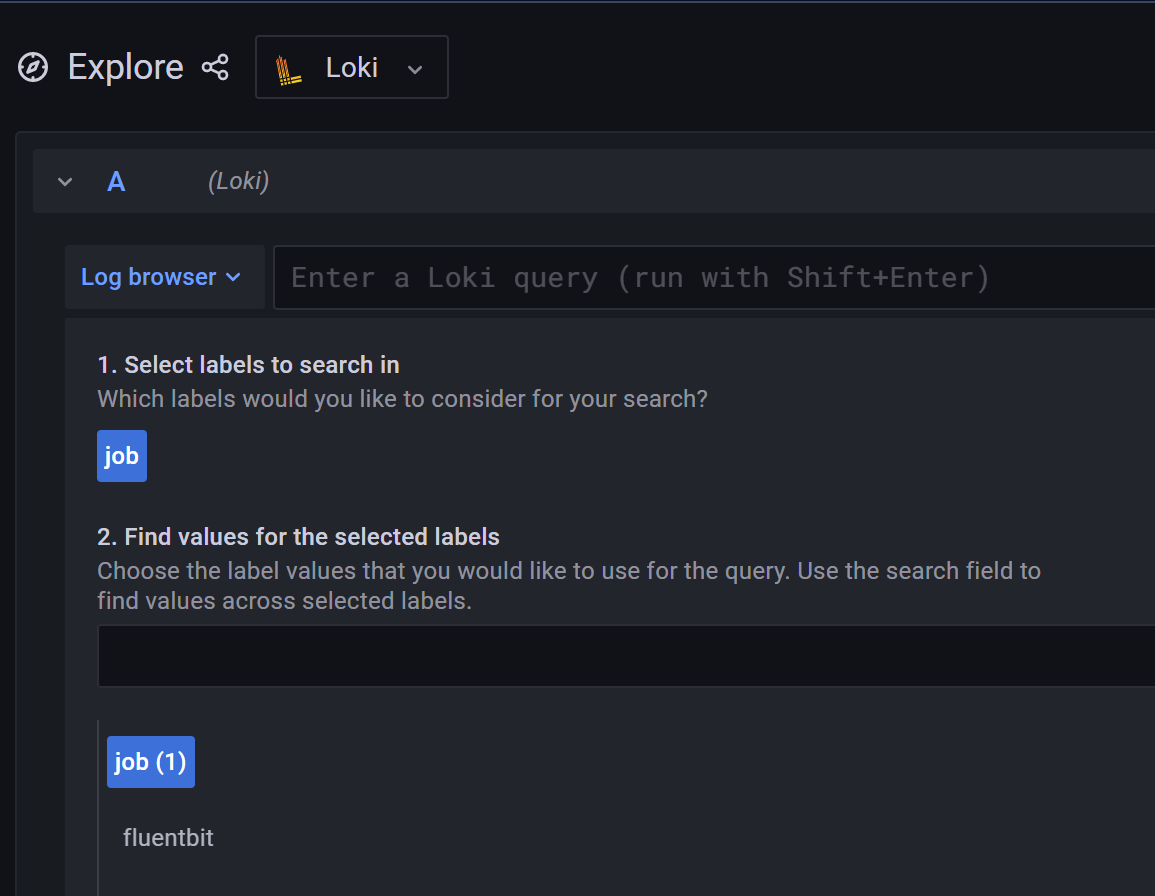 Explore
Loki
A
(Loki)
Log browser
Enter a Loki query (run with Shift+Enter)
1. Select labels to search in
Which labels would you like to consider for your search?
job
2. Find values for the selected labels
Choose the label values that you would like to use for the query. Use the search field to
find values across selected labels.
job (1)
fluentbit